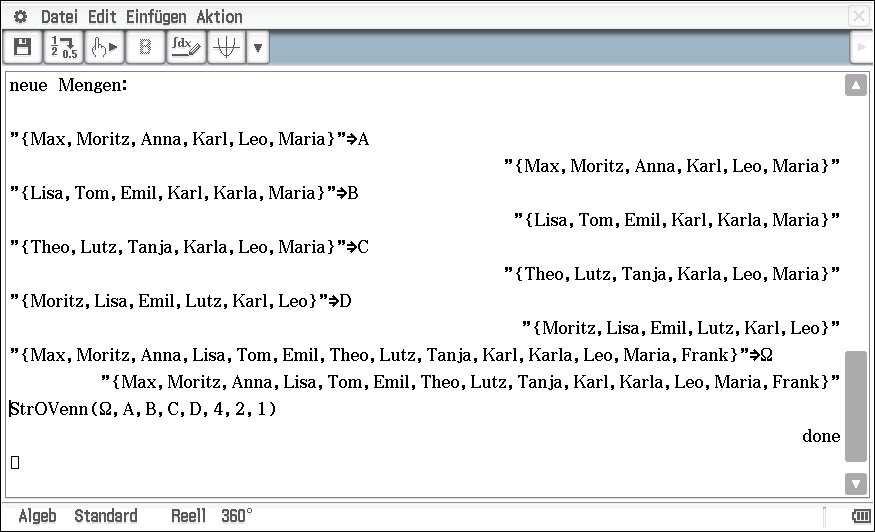 Datei Edit Einfügen Aktion
neue Mengen:
"{Max,Moritz,Anna,Karl,Leo,Maria}"⇒A
"{Max,Moritz,Anna,Karl,Leo,Maria}"
"{Lisa,Tom,Emil,Karl,Karla,Maria}"⇒B
"{Lisa,Tom,Emil,Karl,Karla,Maria}"
"{Theo,Lutz,Tanja,Karla,Leo,Maria}"⇒C
"{Theo,Lutz,Tanja,Karla,Leo,Maria}"
"{Moritz,Lisa,Emil,Lutz,Karl,Leo}"⇒D
"{Moritz,Lisa,Emil,Lutz,Karl,Leo}"
"{Max,Moritz,Anna,Lisa,Tom,Emil,Theo,Lutz,Tanja,Karl,Karla,Leo,Maria,Frank}"⇒Ω
"{Max,Moritz,Anna,Lisa,Tom,Emil,Theo,Lutz,Tanja,Karl,Karla,Leo,Maria,Frank}"
StrOVenn(Ω,A,B,C,D,4,2,1)
done
Algeb Standard Reell 360°